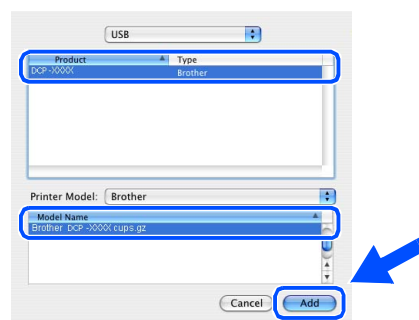 USB
Product Type
DCP-XXXX Brother
Printer Model: Brother
Model Name
Brother DCP -XXXX cups.gz
Cancel Add